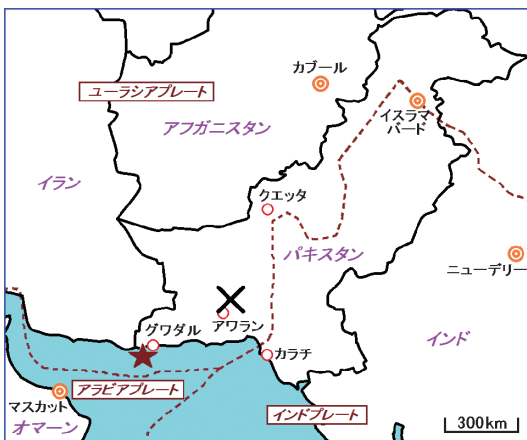 カブール
ユーラシアプレート
イスラマ
バード
アフガニスタン
イラン
クエッタ
パキスタン
ニューデリー
アワラン
グワダル
インド
カラチ
アラビアプレート
マスカット
インドプレート
オマーン
300km